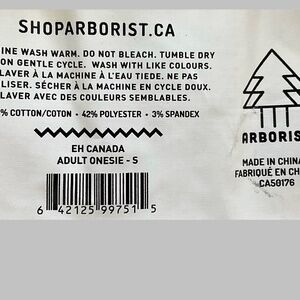 SHOPARBORIST.CA
INE WASH WARM. DO NOT BLEACH. TUMBLE DRY
ON GENTLE CYCLE. WASH WITH LIKE COLOURS.
LAVER À LA MACHINE À L'EAU TIEDE. NE PAS
LISER. SÉCHER À LA MACHINE EN CYCLE DOUX.
LAVER AVEC DES COULEURS SEMBLABLES.
% COTTON/COTON • 42% POLYESTER • 3% SPANDEX
EH CANADA
ADULT ONESIE - S
6 42125 99751 5
ARBORIS
MADE IN CHINA
FABRIQUÉ EN CH
CA50176